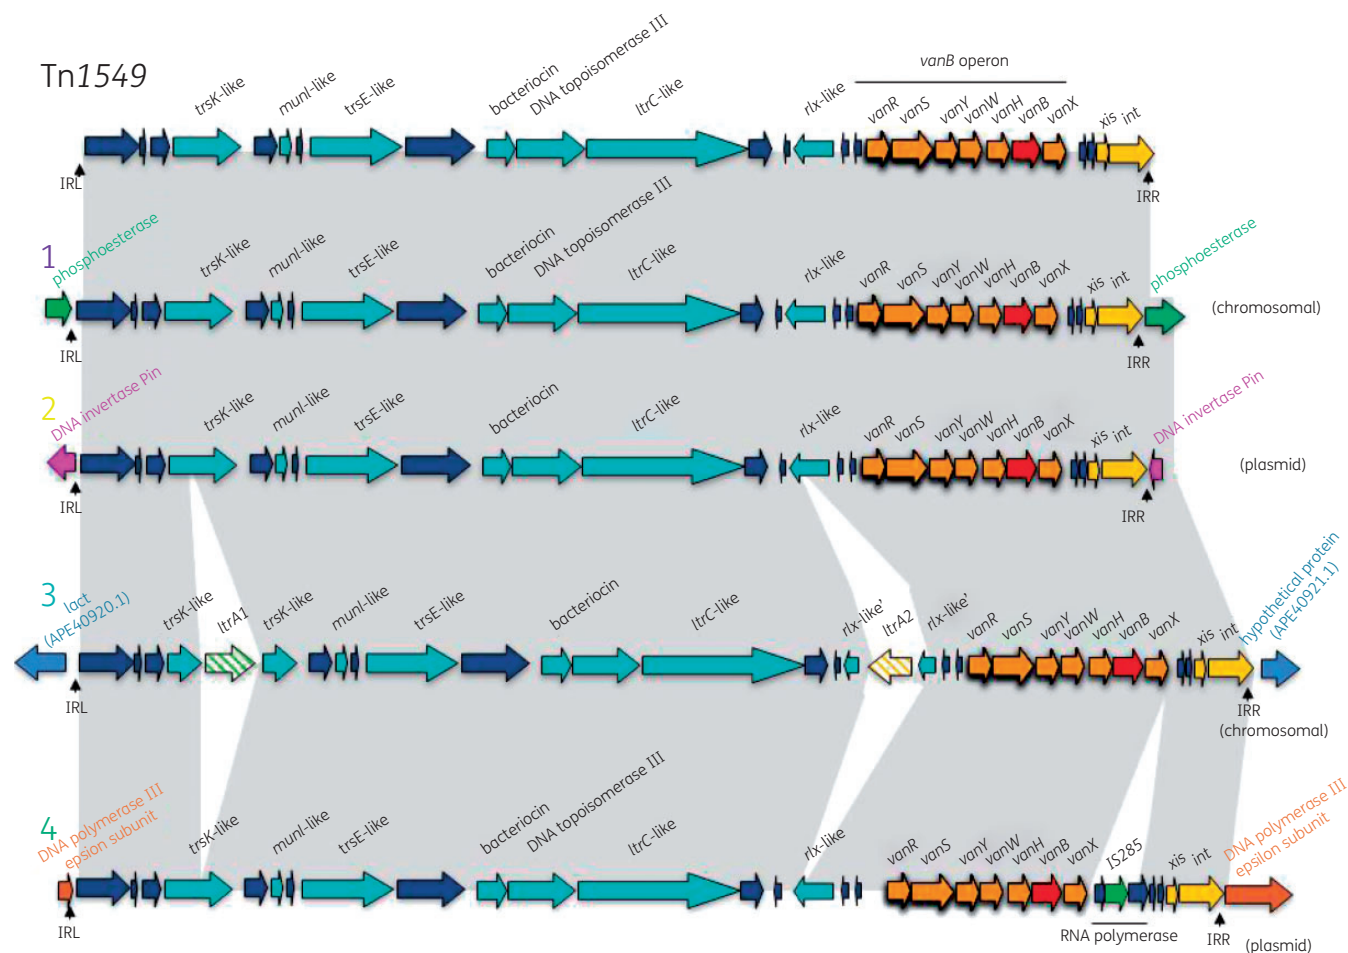 Tn1549
trsK-like
munI-like
trsE-like
bacteriocin
DNA topoisomerase III
ltrC-like
rlx-like
vanB operon
vanR
vanS
vanY
vanW
vanH
vanB
vanX
xis
int
IRL
IRR
1
phosphoesterase
trsK-like
munI-like
trsE-like
bacteriocin
DNA topoisomerase III
ltrC-like
rlx-like
vanR
vanS
vanY
vanW
vanH
vanB
vanX
xis
int
phosphoesterase
(chromosomal)
IRL
IRR
2
DNA invertase Pin
trsK-like
munI-like
trsE-like
bacteriocin
ltrC-like
rlx-like
vanR
vanS
vanY
vanW
vanH
vanB
vanX
xis
int
DNA invertase Pin
(plasmid)
IRL
IRR
3
lact
(APE40920.1)
trsK-like
ltrA1
trsK-like
munI-like
trsE-like
bacteriocin
ltrC-like
rlx-like'
ltrA2
rlx-like'
vanR
vanS
vanY
vanW
vanH
vanB
vanX
xis
int
hypothetical protein
(APE40921.1)
IRL
IRR
(chromosomal)
4
DNA polymerase III
epsion subunit
trsK-like
munI-like
trsE-like
bacteriocin
DNA topoisomerase III
ltrC-like
rlx-like
vanR
vanS
vanY
vanW
vanH
vanB
vanX
IS285
xis
int
DNA polymerase III
epsilon subunit
IRL
RNA polymerase
IRR
(plasmid)